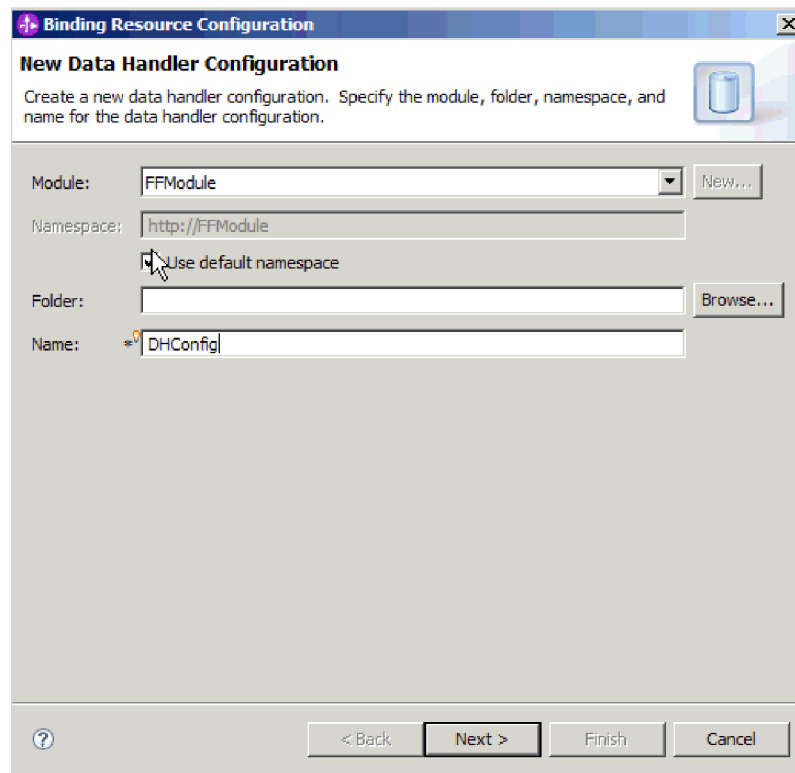 Binding Resource Configuration
New Data Handler Configuration
Create a new data handler configuration. Specify the module, folder, namespace, and
name for the data handler configuration.
Module: FFModule New...
Namespace: http://FFModule
Use default namespace
Folder: Browse...
Name: * DHConfig
< Back Next > Finish Cancel